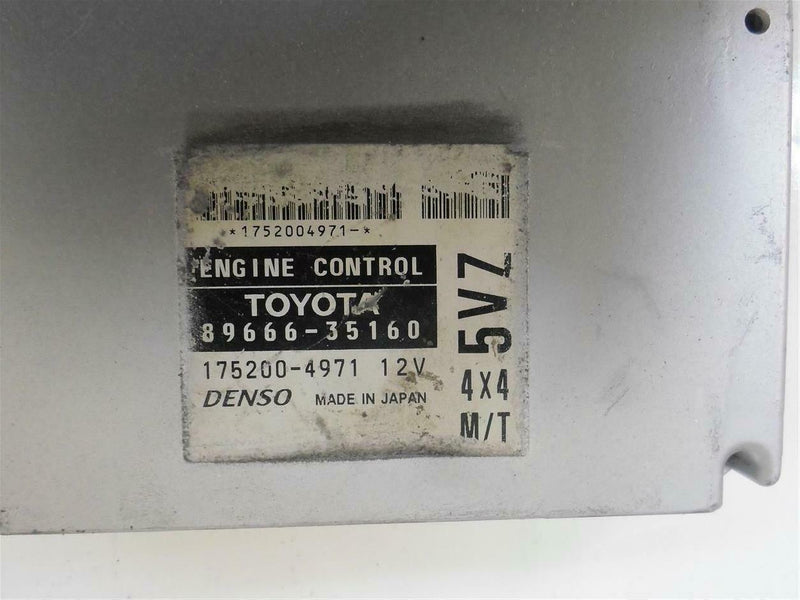 *1752004971-*
ENGINE CONTROL
TOYOTA
89666-35160
175200-4971 12V
DENSO MADE IN JAPAN
5VZ
4X4
M/T